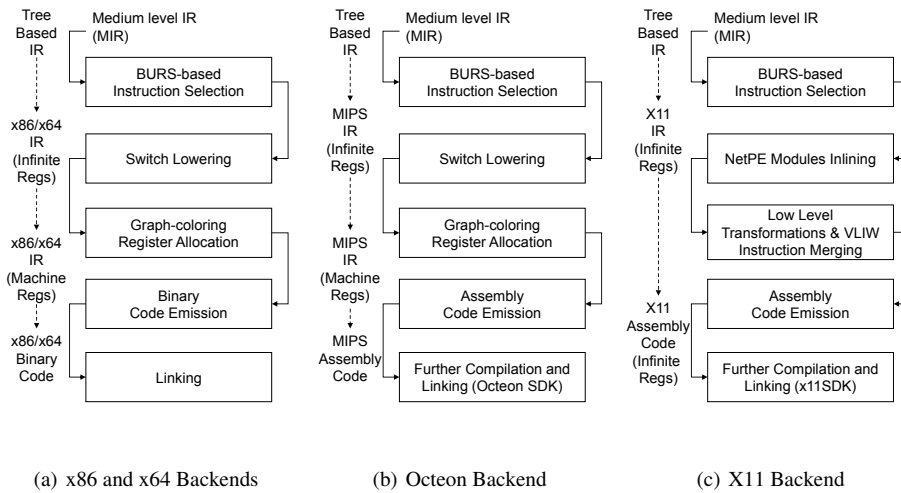 Tree
Based
IR
Medium level IR
(MIR)
BURS-based
Instruction Selection
x86/x64
IR
(Infinite
Regs)
Switch Lowering
Graph-coloring
Register Allocation
x86/x64
IR
(Machine
Regs)
Binary
Code Emission
x86/x64
Binary
Code
Linking
(a) x86 and x64 Backends
Tree
Based
IR
Medium level IR
(MIR)
BURS-based
Instruction Selection
MIPS
IR
(Infinite
Regs)
Switch Lowering
Graph-coloring
Register Allocation
MIPS
IR
(Machine
Regs)
Assembly
Code Emission
MIPS
Assembly
Code
Further Compilation and
Linking (Octeon SDK)
(b) Octeon Backend
Tree
Based
IR
Medium level IR
(MIR)
BURS-based
Instruction Selection
X11
IR
(Infinite
Regs)
NetPE Modules Inlining
Low Level
Transformations & VLIW
Instruction Merging
Assembly
Code Emission
X11
Assembly
Code
(Infinite
Regs)
Further Compilation and
Linking (x11SDK)
(c) X11 Backend